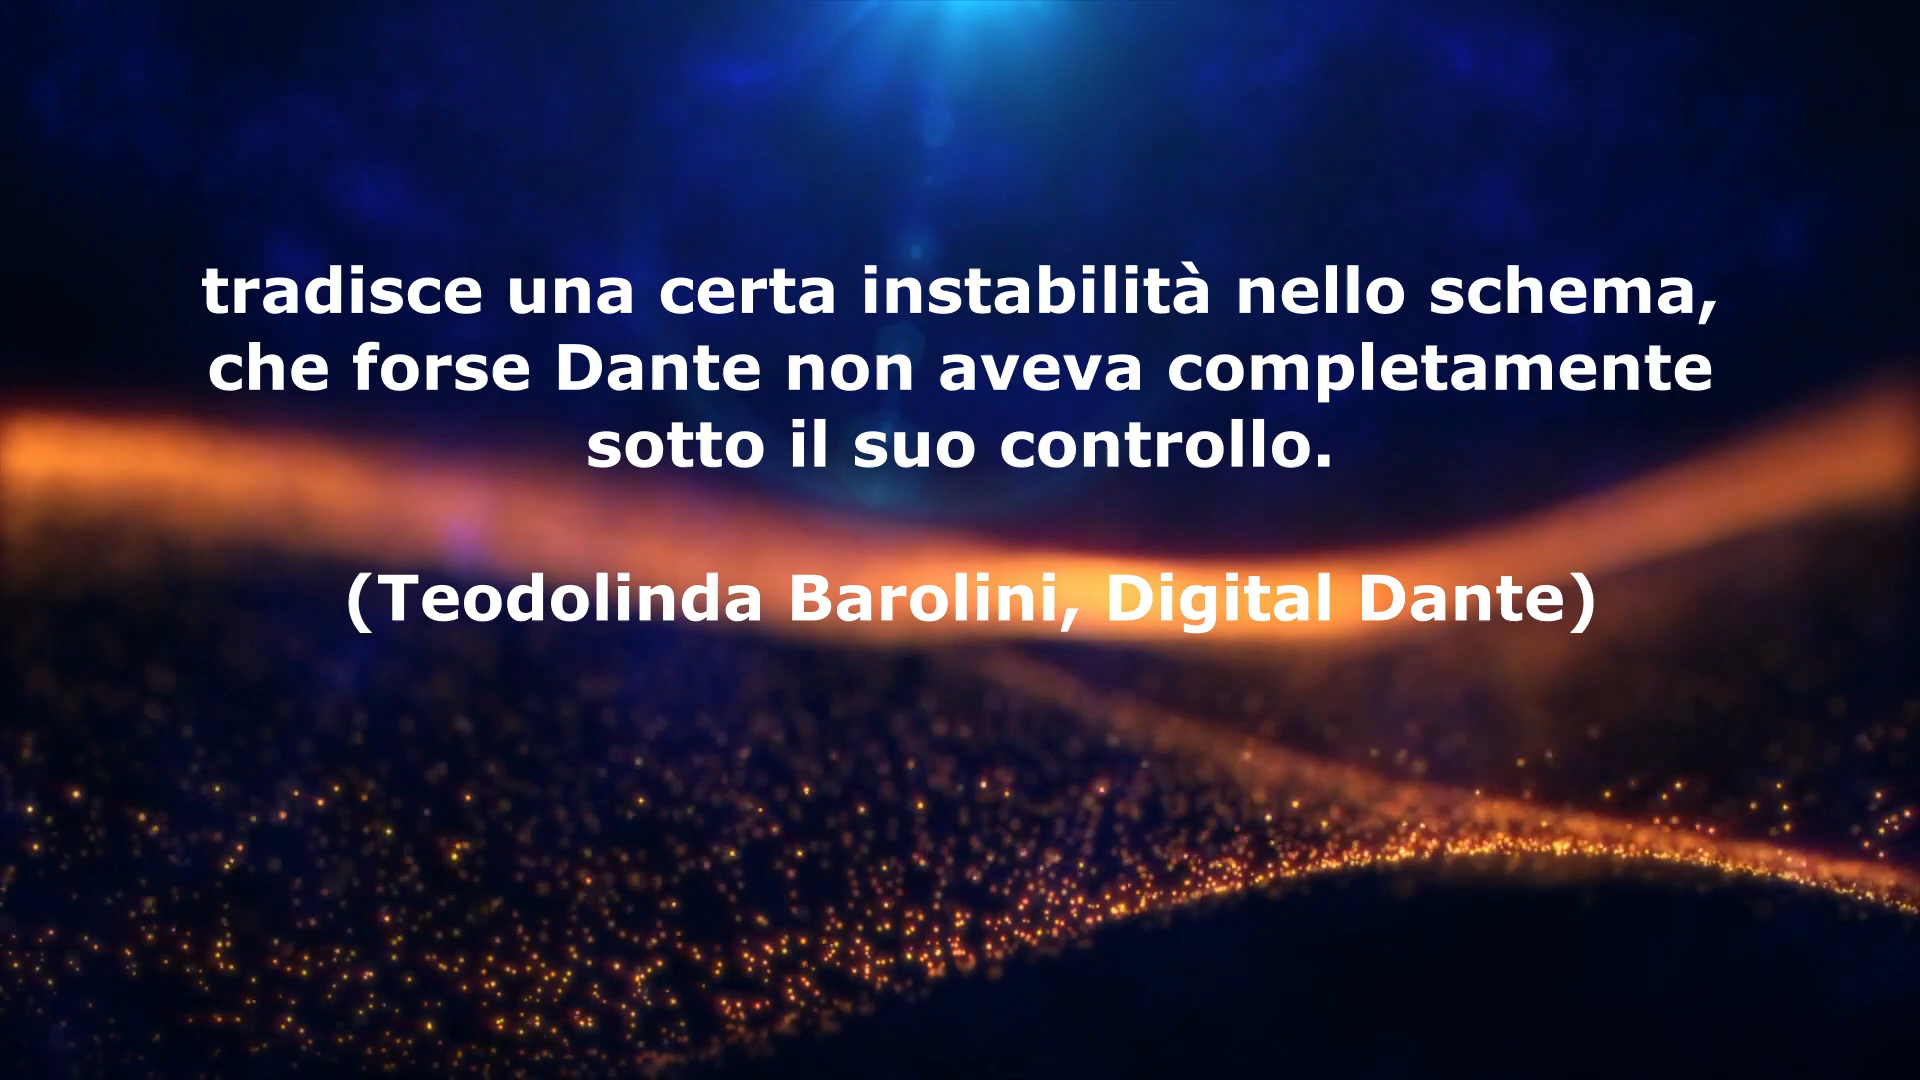 tradisce una certa instabilità nello schema,
che forse Dante non aveva completamente
sotto il suo controllo.
(Teodolinda Barolini, Digital Dante)